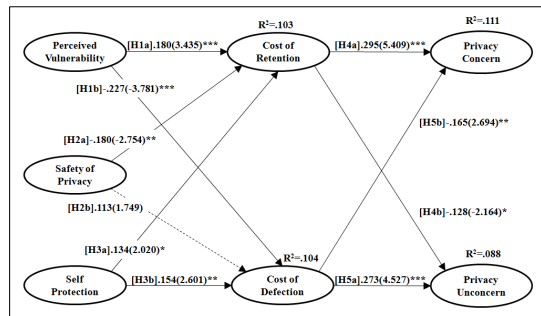 R²=.103
R²=.111
Perceived
Vulnerability
[H1a].180(3.435)***
Cost of
Retention
[H4a].295(5.409)***
Privacy
Concern
[H1b]-.227(-3.781)***
[H5b]-.165(2.694)**
[H2a]-.180(-2.754)**
Safety of
Privacy
[H2b].113(1.749)
[H4b]-.128(-2.164)*
[H3a].134(2.020)*
R²=.104
R²=.088
Self
Protection
[H3b].154(2.601)**
Cost of
Defection
[H5a].273(4.527)***
Privacy
Unconcern